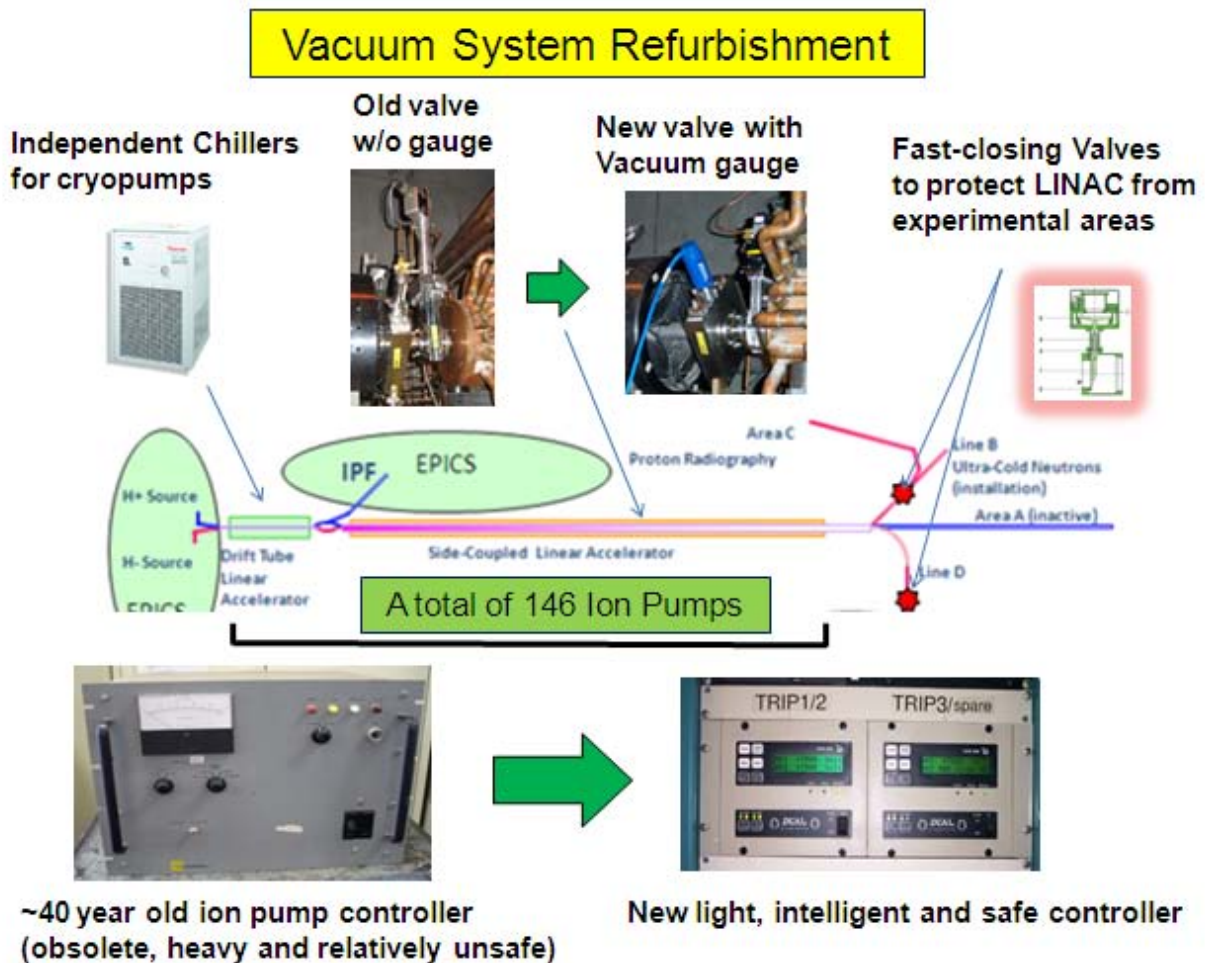 Vacuum System Refurbishment
Independent Chillers
for cryopumps
Old valve
w/o gauge
New valve with
Vacuum gauge
Fast-closing Valves
to protect LINAC from
experimental areas
H+ Source
H- Source
EPICS
IPF
EPICS
Drift Tube
Linear
Accelerator
Side-Coupled Linear Accelerator
Area C
Proton Radiography
Line B
Ultra-Cold Neutrons
(installation)
Area A (inactive)
Line D
A total of 146 Ion Pumps
TRIP1/2
TRIP3/spare
~40 year old ion pump controller
(obsolete, heavy and relatively unsafe)
New light, intelligent and safe controller